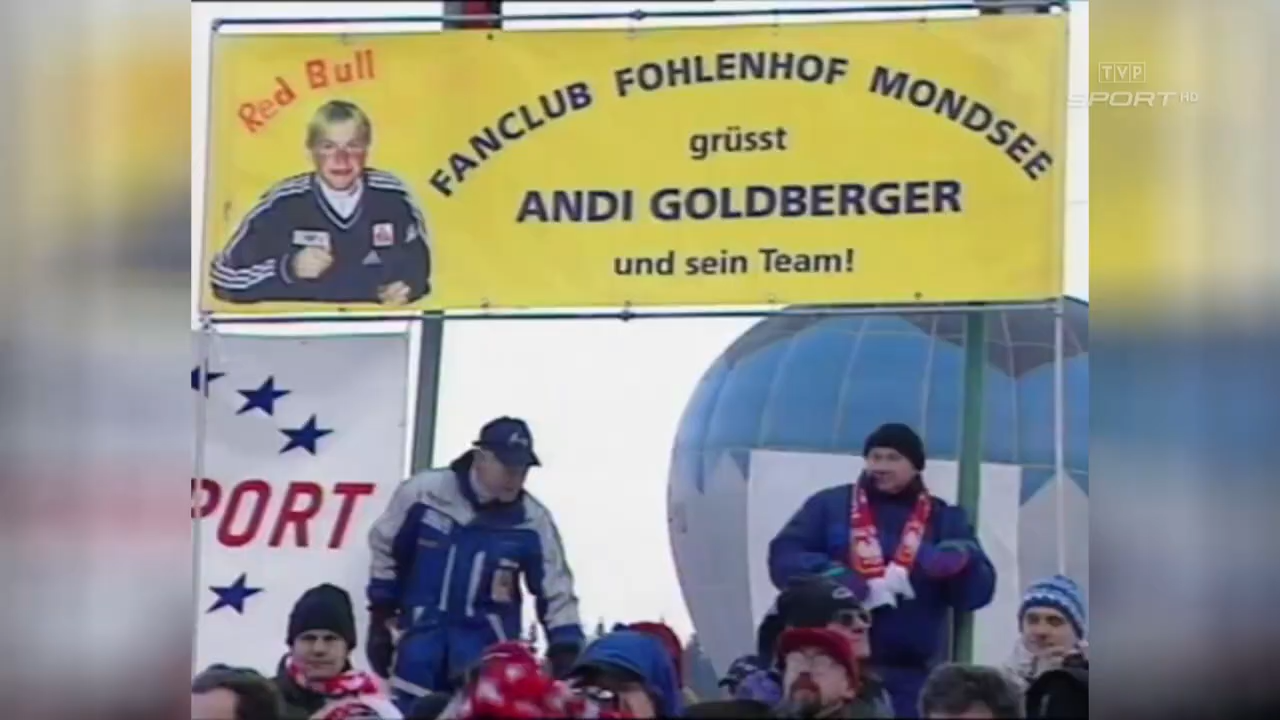 Red Bull
FANCLUB FOHLENHOF MONDSEE
grüsst
ANDI GOLDBERGER
und sein Team!
TVP
SPORT HD
PORT